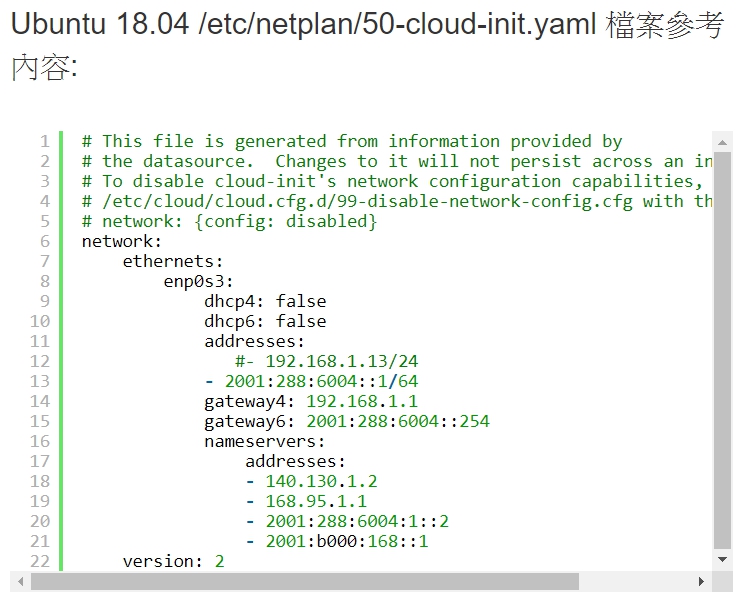 Ubuntu 18.04 /etc/netplan/50-cloud-init.yaml 檔案參考
內容:
1 # This file is generated from information provided by
2 # the datasource.  Changes to it will not persist across an in
3 # To disable cloud-init's network configuration capabilities,
4 # /etc/cloud/cloud.cfg.d/99-disable-network-config.cfg with th
5 # network: {config: disabled}
6 network:
7     ethernets:
8         enp0s3:
9             dhcp4: false
10             dhcp6: false
11             addresses:
12                #- 192.168.1.13/24
13             - 2001:288:6004::1/64
14             gateway4: 192.168.1.1
15             gateway6: 2001:288:6004::254
16             nameservers:
17                 addresses:
18                 - 140.130.1.2
19                 - 168.95.1.1
20                 - 2001:288:6004:1::2
21                 - 2001:b000:168::1
22     version: 2